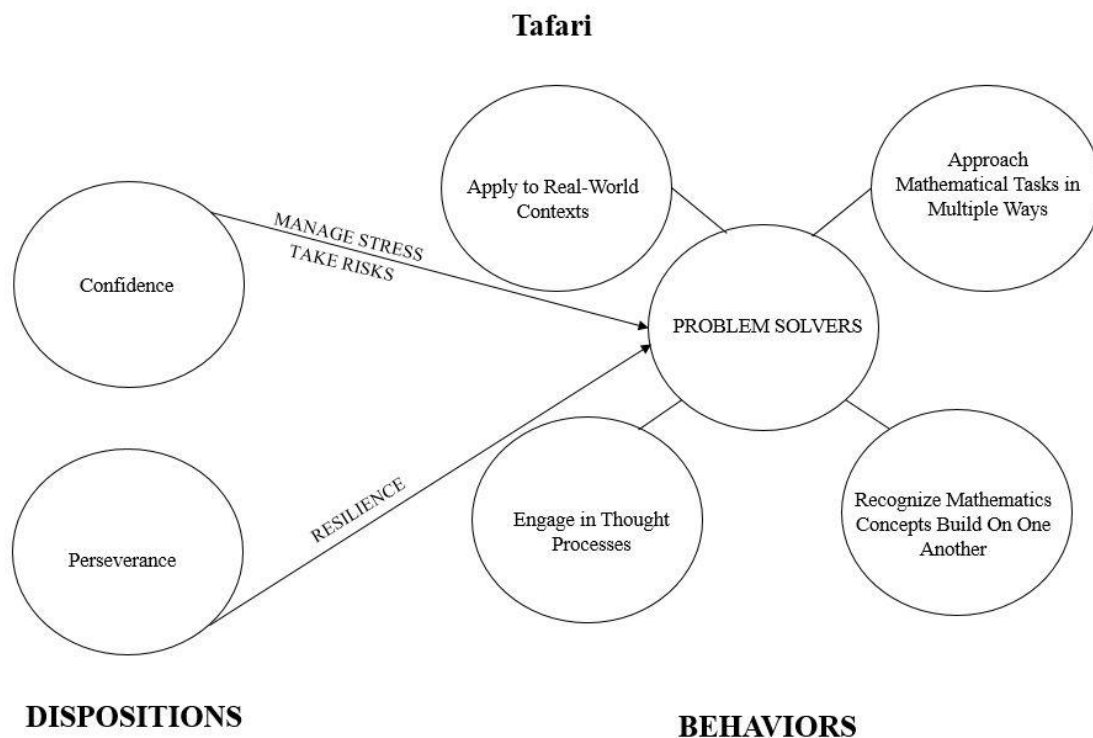 Tafari
Apply to Real-World
Contexts
Approach
Mathematical Tasks in
Multiple Ways
MANAGE STRESS
TAKE RISKS
Confidence
PROBLEM SOLVERS
RESILIENCE
Engage in Thought
Processes
Recognize Mathematics
Concepts Build On One
Another
Perseverance
DISPOSITIONS
BEHAVIORS